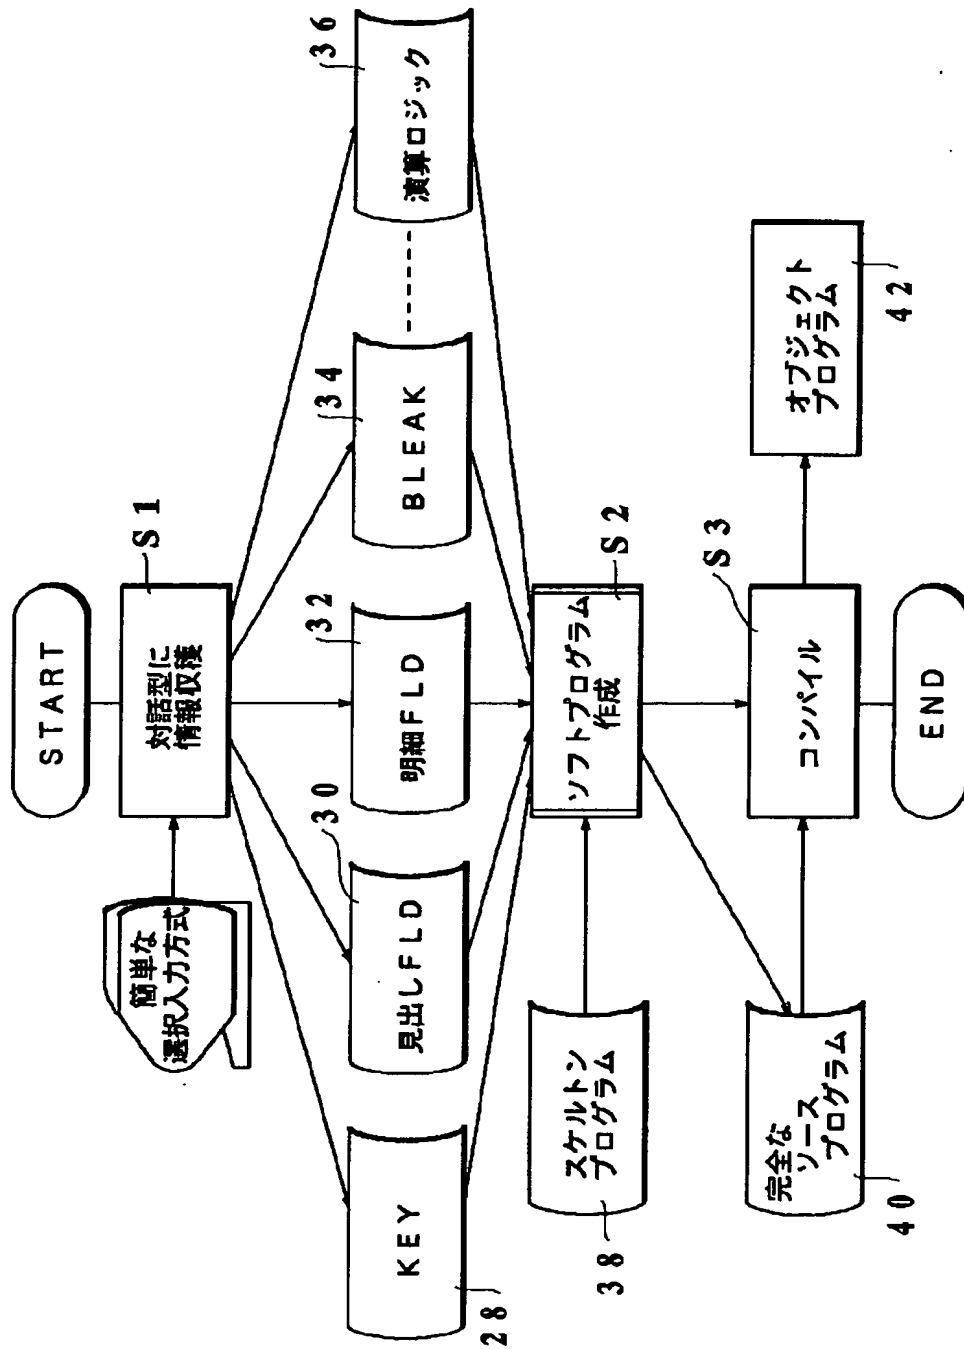 START
簡単な
選択入力方式
対話型に
情報収穫
S1
KEY
28
見出しFLD
30
明細FLD
32
BLEAK
34
演算ロジック
36
スケルトン
プログラム
38
ソフトプログラム
作成
S2
完全な
ソース
プログラム
40
コンパイル
S3
オブジェクト
プログラム
42
END